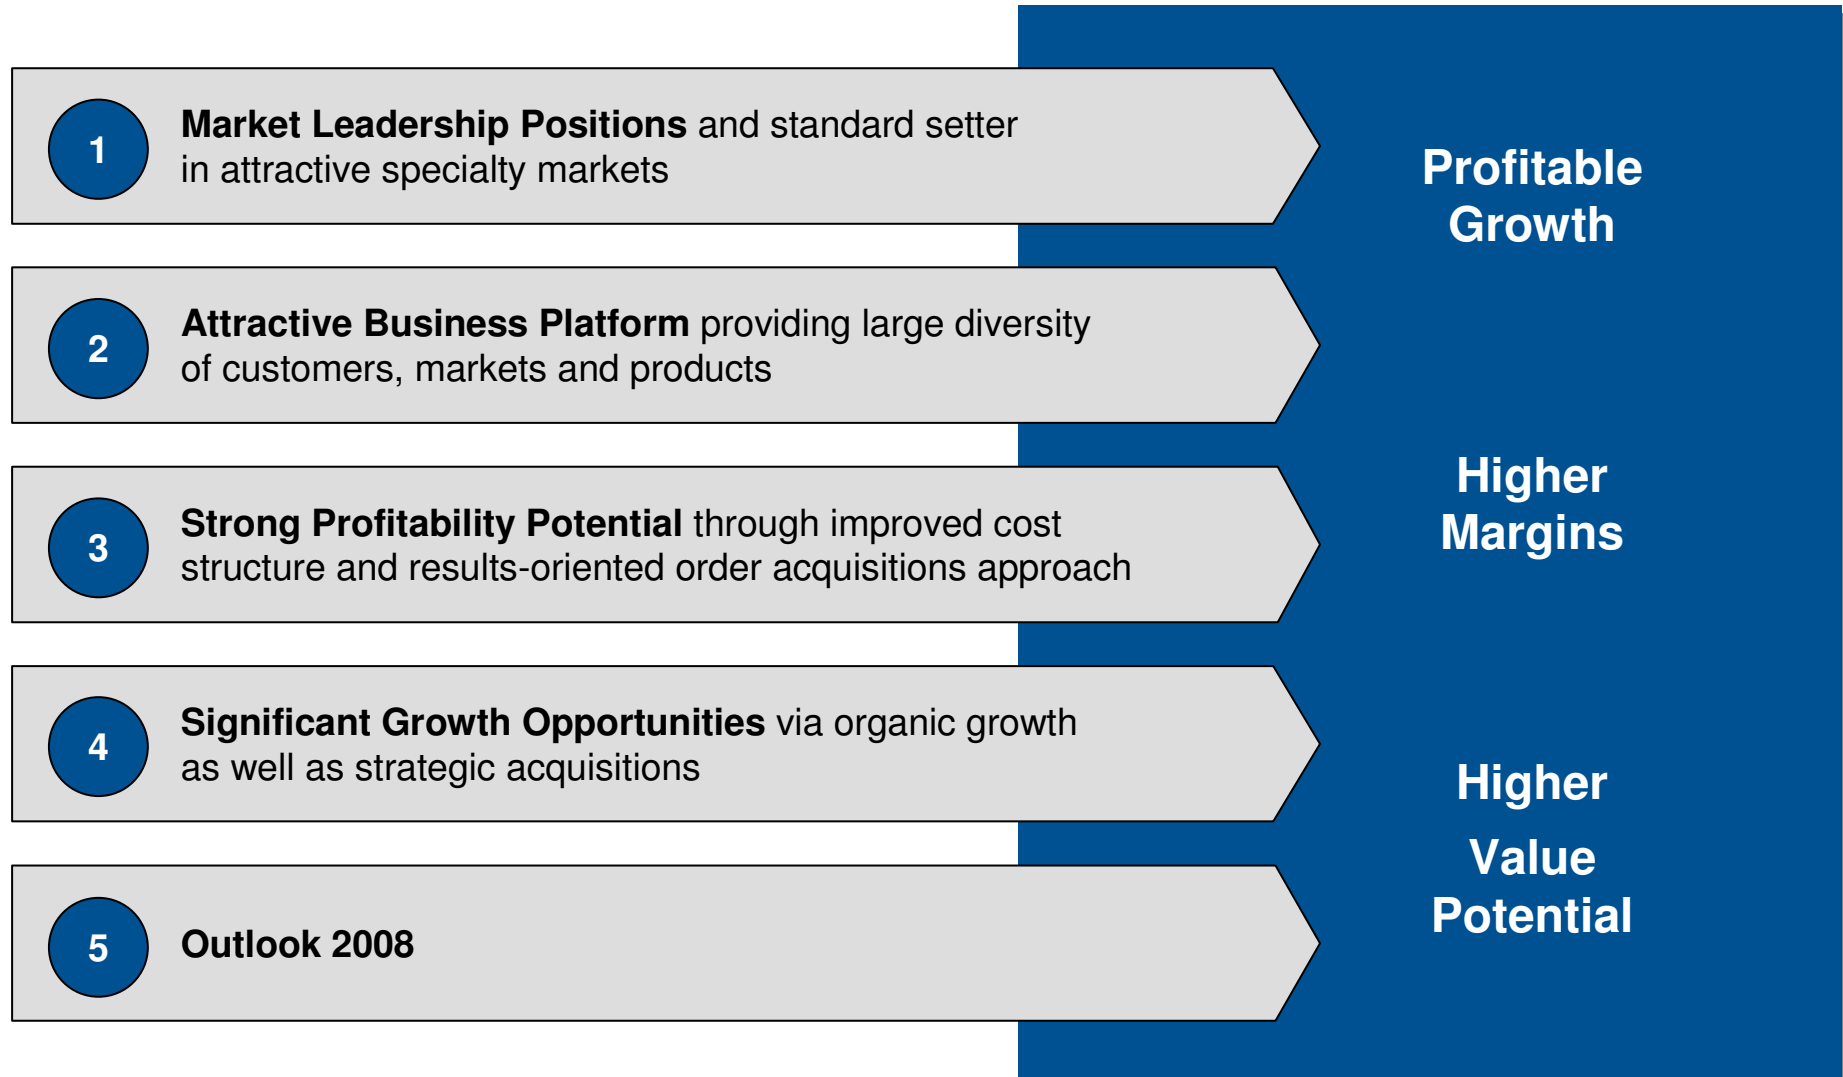 1
Market Leadership Positions and standard setter
in attractive specialty markets
2
Attractive Business Platform providing large diversity
of customers, markets and products
3
Strong Profitability Potential through improved cost
structure and results-oriented order acquisitions approach
4
Significant Growth Opportunities via organic growth
as well as strategic acquisitions
5
Outlook 2008
Profitable
Growth
Higher
Margins
Higher
Value
Potential